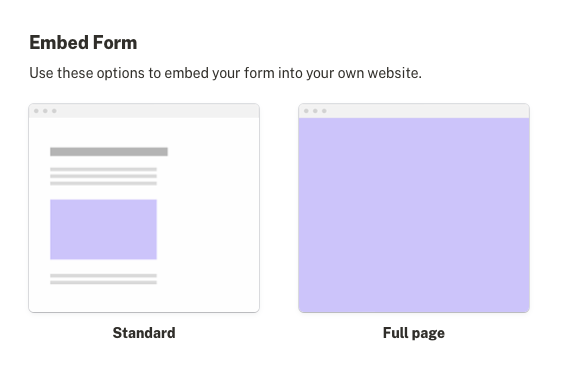 Embed Form
Use these options to embed your form into your own website.
Standard
Full page